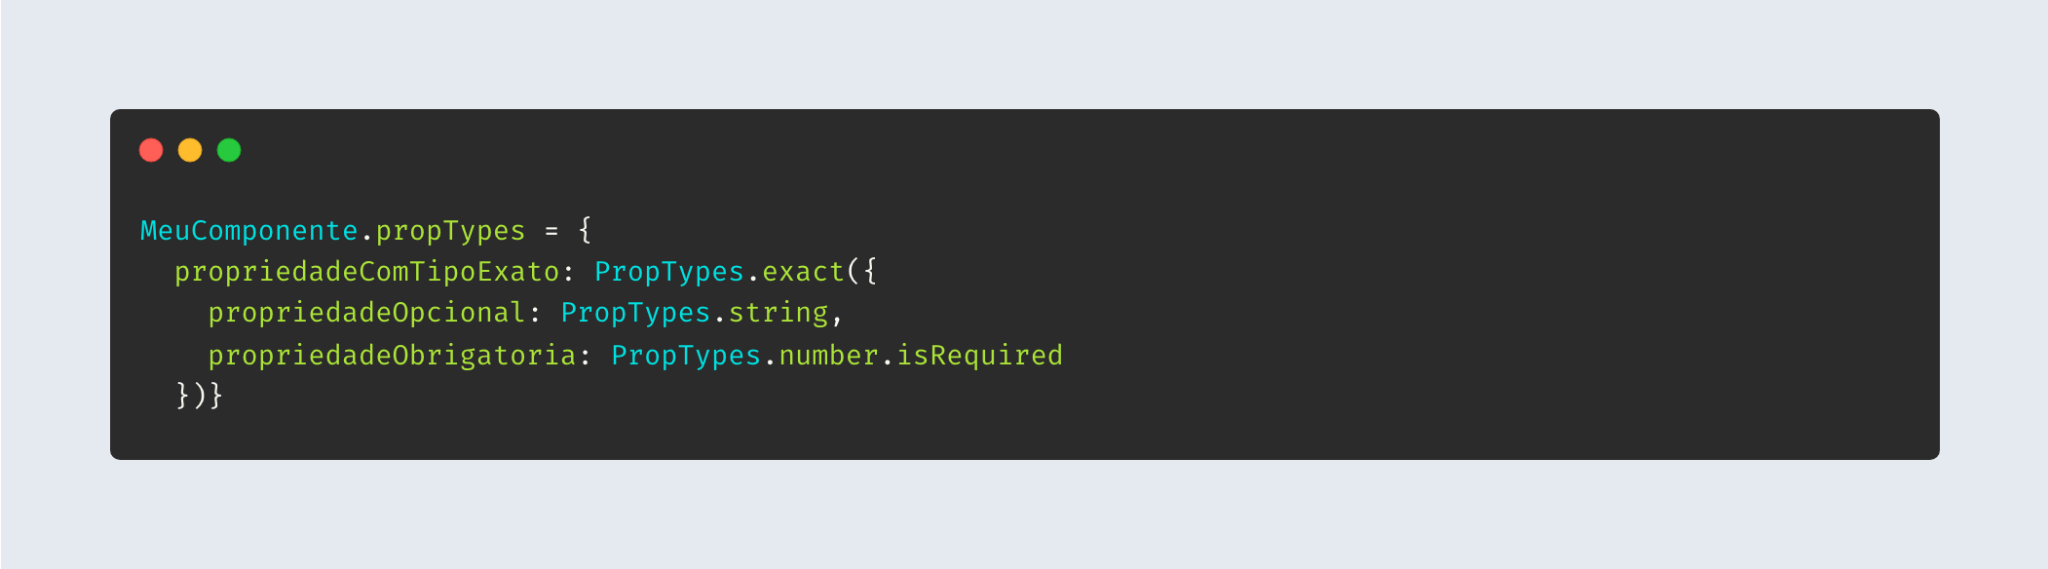 MeuComponente.propTypes = {
  propriedadeComTipoExato: PropTypes.exact({
    propriedadeOpcional: PropTypes.string,
    propriedadeObrigatoria: PropTypes.number.isRequired
  })}